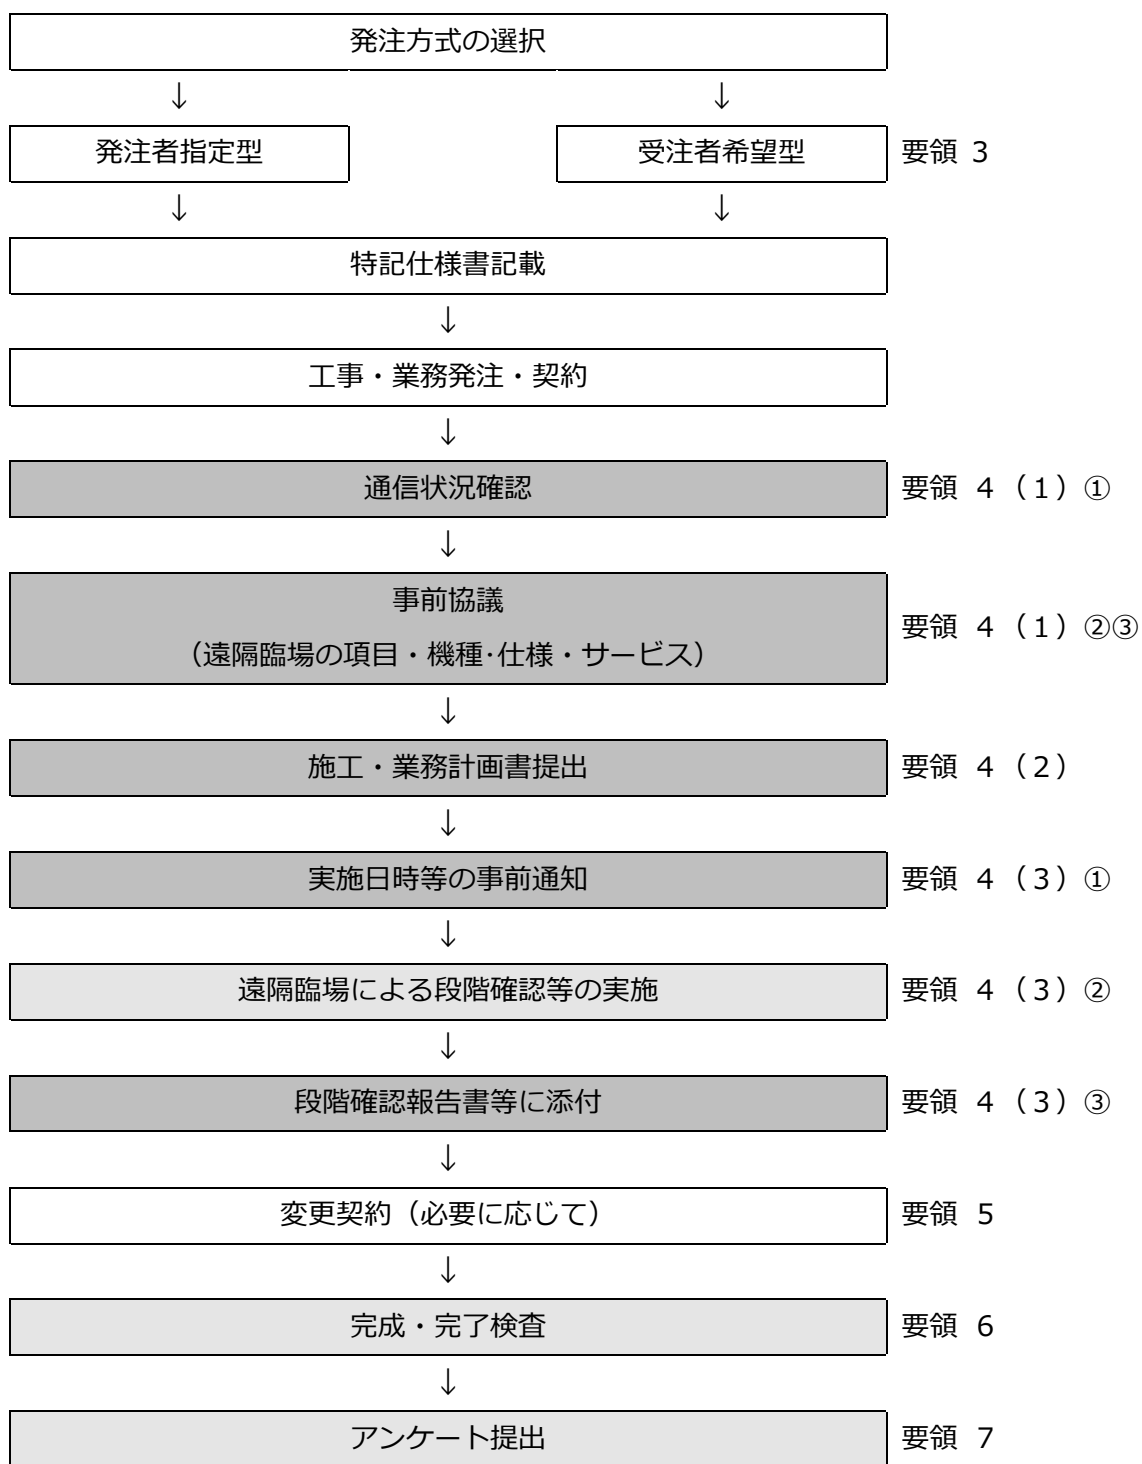 発注方式の選択
↓ ↓
発注者指定型 受注者希望型 要領 3
↓ ↓
特記仕様書記載
↓
工事・業務発注・契約
↓
通信状況確認 要領 4（1）①
↓
事前協議
（遠隔臨場の項目・機種･仕様・サービス） 要領 4（1）②③
↓
施工・業務計画書提出 要領 4（2）
↓
実施日時等の事前通知 要領 4（3）①
↓
遠隔臨場による段階確認等の実施 要領 4（3）②
↓
段階確認報告書等に添付 要領 4（3）③
↓
変更契約（必要に応じて） 要領 5
↓
完成・完了検査 要領 6
↓
アンケート提出 要領 7